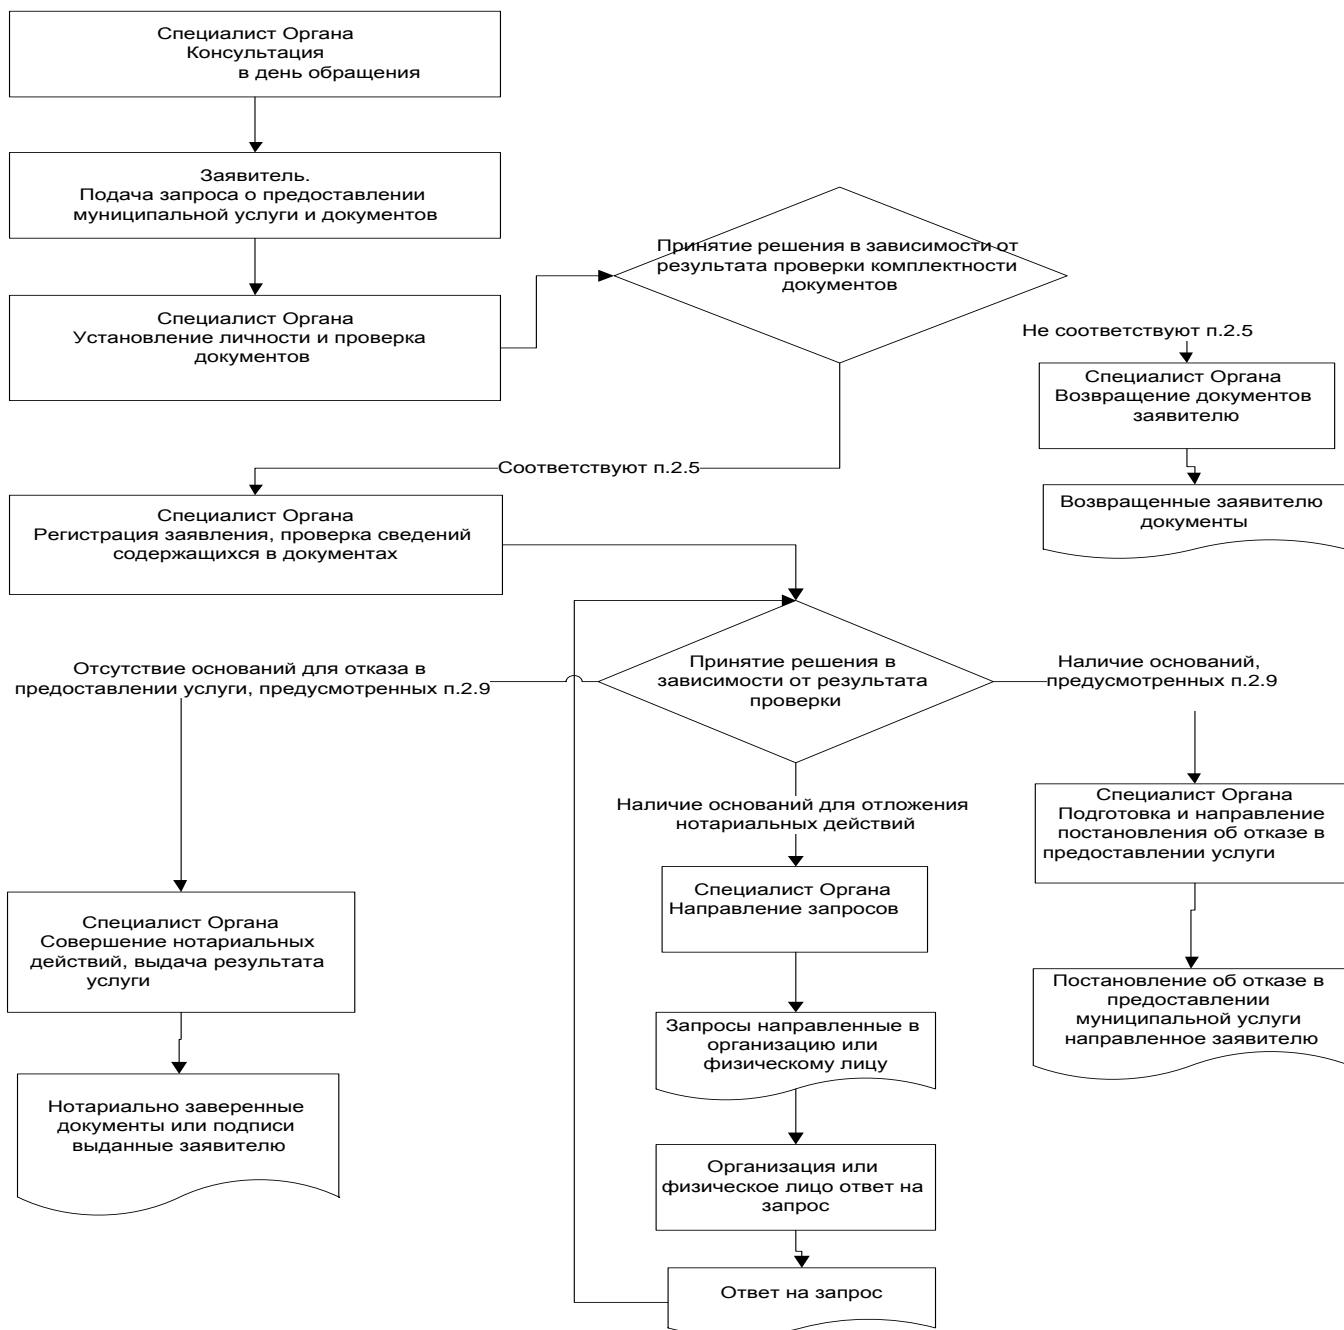 Специалист Органа
Консультация
в день обращения
Заявитель.
Подача запроса о предоставлении
муниципальной услуги и документов
Специалист Органа
Установление личности и проверка
документов
Принятие решения в зависимости от
результата проверки комплектности
документов
Не соответствуют п.2.5
Специалист Органа
Возвращение документов
заявителю
Возвращенные заявителю
документы
Соответствуют п.2.5
Специалист Органа
Регистрация заявления, проверка сведений
содержащихся в документах
Принятие решения в
зависимости от результата
проверки
Отсутствие оснований для отказа в
предоставлении услуги, предусмотренных п.2.9
Наличие оснований,
предусмотренных п.2.9
Наличие оснований для отложения
нотариальных действий
Специалист Органа
Совершение нотариальных
действий, выдача результата
услуги
Нотариально заверенные
документы или подписи
выданные заявителю
Специалист Органа
Направление запросов
Запросы направленные в
организацию или
физическому лицу
Организация или
физическое лицо ответ на
запрос
Ответ на запрос
Специалист Органа
Подготовка и направление
постановления об отказе в
предоставлении услуги
Постановление об отказе в
предоставлении
муниципальной услуги
направленное заявителю